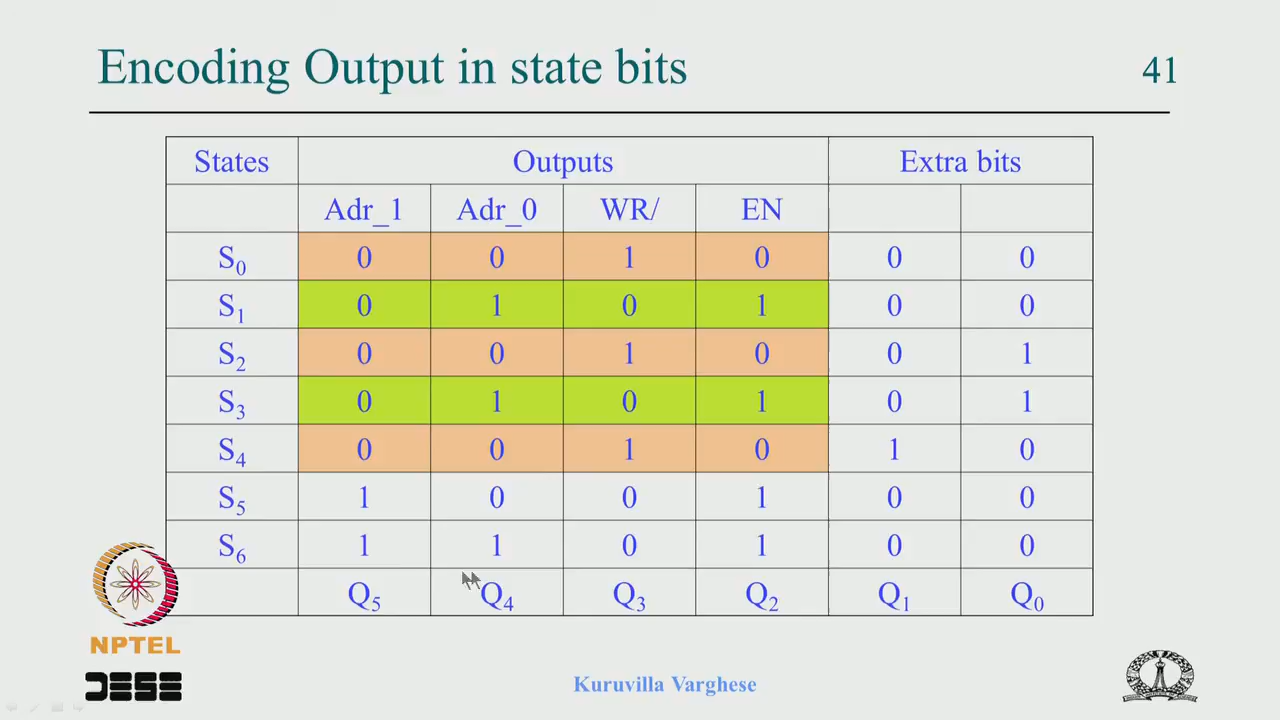 Encoding Output in state bits 41
States Outputs Extra bits
Adr_1 Adr_0 WR/ EN
S0 0 0 1 0 0 0
S1 0 1 0 1 0 0
S2 0 0 1 0 0 1
S3 0 1 0 1 0 1
S4 0 0 1 0 1 0
S5 1 0 0 1 0 0
S6 1 1 0 1 0 0
Q5 Q4 Q3 Q2 Q1 Q0
NPTEL
DESE
Kuruvilla Varghese